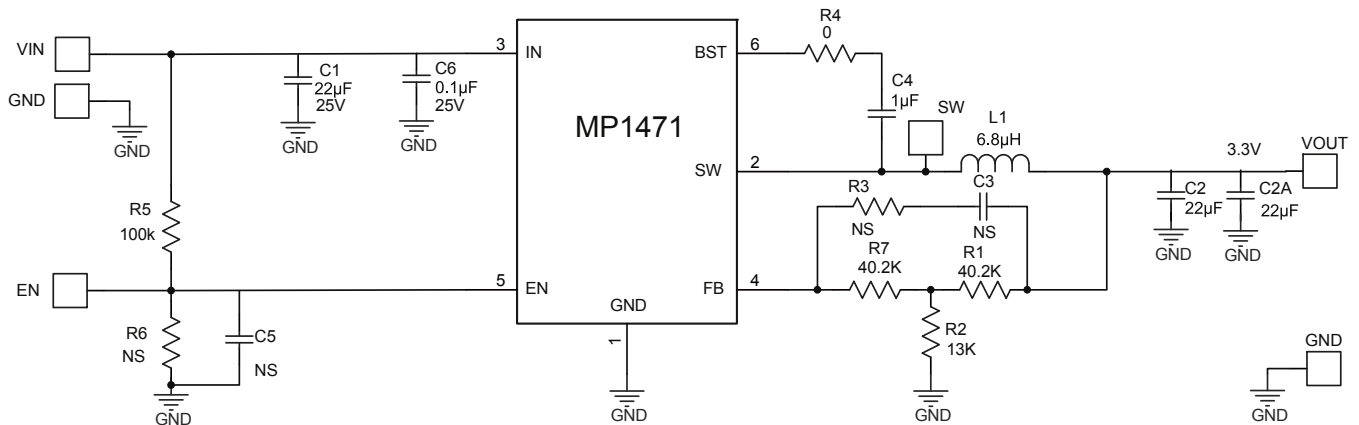 VIN
GND
GND
R5
100k
EN
R6
NS
C5
NS
GND
C1
22µF
25V
GND
C6
0.1µF
25V
GND
3
IN
5
EN
MP1471
GND
1
GND
BST
6
SW
2
FB
4
R4
0
C4
1µF
SW
L1
6.8µH
R3
NS
C3
NS
R7
40.2K
R1
40.2K
R2
13K
GND
3.3V
VOUT
C2
22µF
GND
C2A
22µF
GND
GND
GND